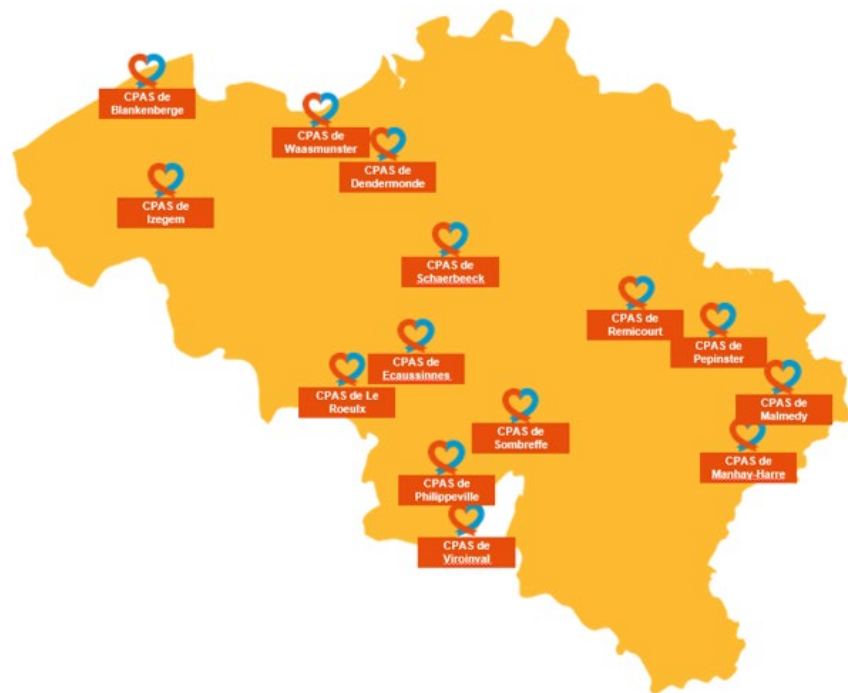 CPAS de
Blankenberge
CPAS de
Waasmunster
CPAS de
Dendermonde
CPAS de
Izegem
CPAS de
Schaerbeeck
CPAS de
Remicourt
CPAS de
Pepinster
CPAS de
Ecaussinnes
CPAS de Le
Roeulx
CPAS de
Malmedy
CPAS de
Sombreffe
CPAS de
Manhay-Harre
CPAS de
Philippeville
CPAS de
Viroinval